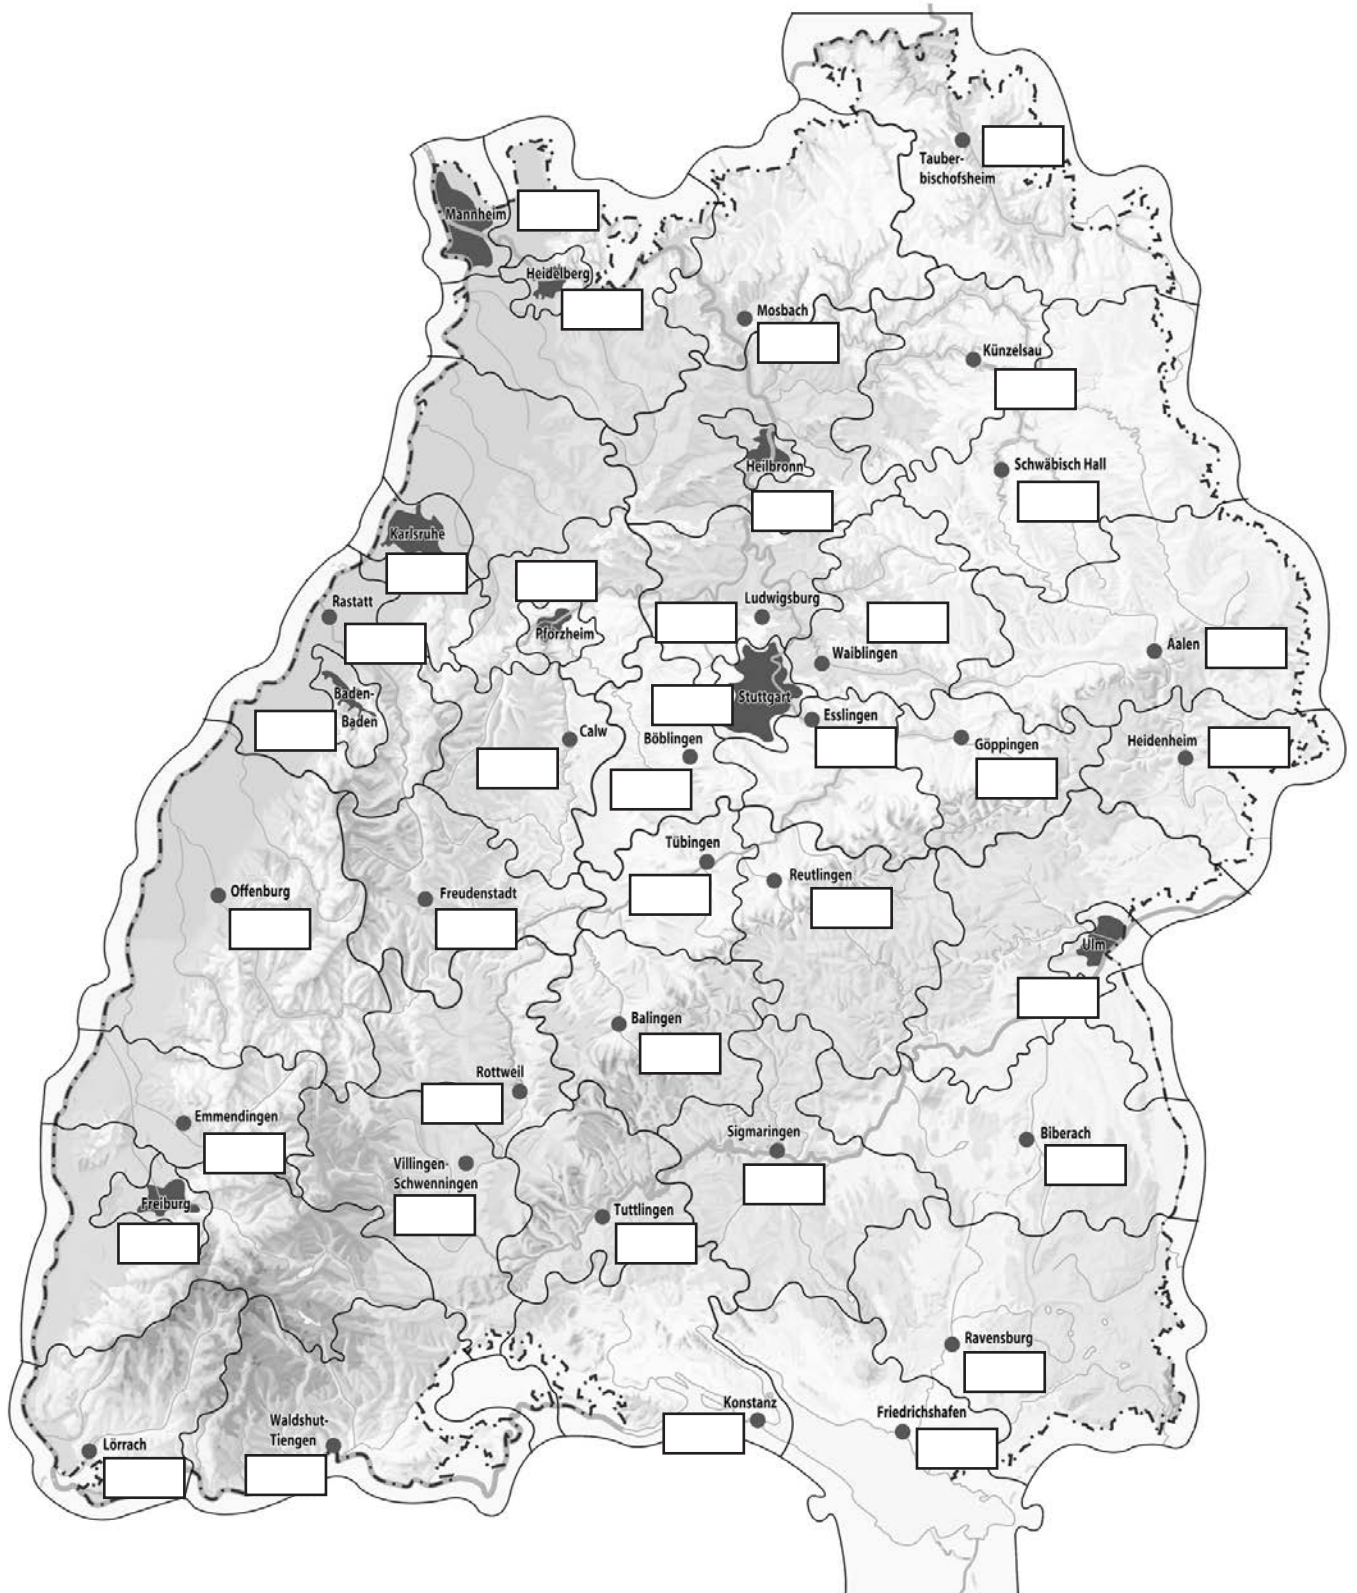 Tauber-
bischofsheim
Mannheim
Heidelberg
Mosbach
Künzelsau
Heilbronn
Schwäbisch Hall
Karlsruhe
Rastatt
Pforzheim
Ludwigsburg
Waiblingen
Aalen
Baden-
Baden
Stuttgart
Calw
Böblingen
Esslingen
Göppingen
Heidenheim
Tübingen
Reutlingen
Offenburg
Freudenstadt
Ulm
Balingen
Rottweil
Emmendingen
Sigmaringen
Biberach
Villingen-
Schwenningen
Freiburg
Tuttlingen
Ravensburg
Konstanz
Friedrichshafen
Waldshut-
Tiengen
Lörrach